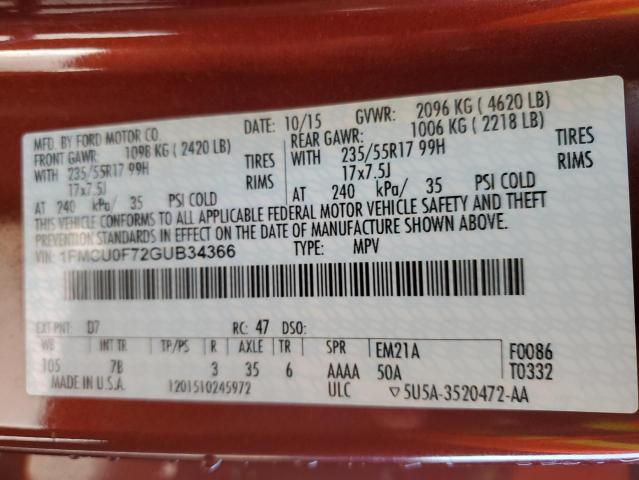 MFD. BY FORD MOTOR CO. DATE: 10/15 GVWR: 2096 KG ( 4620 LB)
FRONT GAWR: 1098 KG ( 2420 LB) REAR GAWR: 1006 KG ( 2218 LB)
WITH 235/55R17 99H TIRES WITH 235/55R17 99H TIRES
17x7.5J RIMS 17x7.5J RIMS
AT 240 kPa/ 35 PSI COLD AT 240 kPa/ 35 PSI COLD
THIS VEHICLE CONFORMS TO ALL APPLICABLE FEDERAL MOTOR VEHICLE SAFETY AND THEFT
PREVENTION STANDARDS IN EFFECT ON THE DATE OF MANUFACTURE SHOWN ABOVE.
VIN: 1FMCU0F72GUB34366 TYPE: MPV
EXT PNT: D7 RC: 47 DSO:
WB INT TR TP/PS R AXLE TR SPR EM21A F0086
105 7B 3 35 6 AAAA 50A T0332
MADE IN U.S.A. 1201510245972 ULC 5U5A-3520472-AA